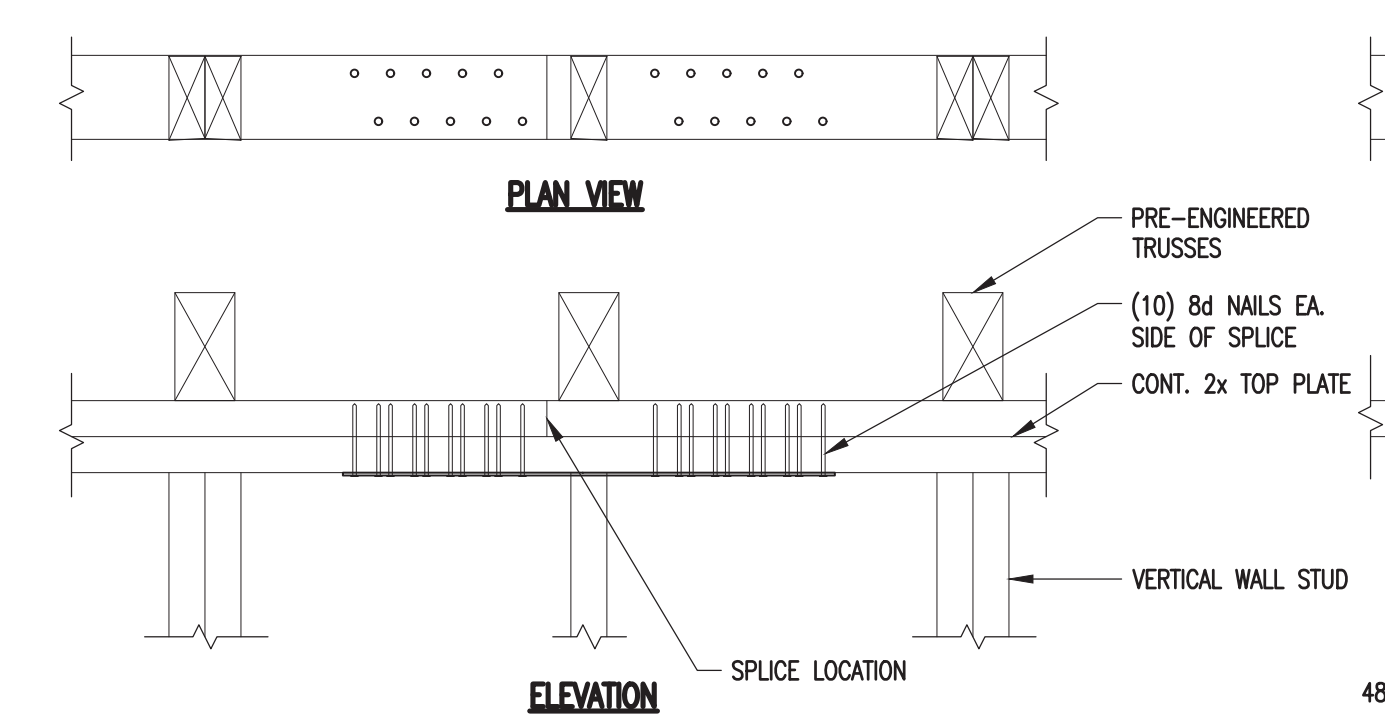 PLAN VIEW
PRE-ENGINEERED
TRUSSES
(10) 8d NAILS EA.
SIDE OF SPLICE
CONT. 2x TOP PLATE
VERTICAL WALL STUD
SPLICE LOCATION
ELEVATION
48